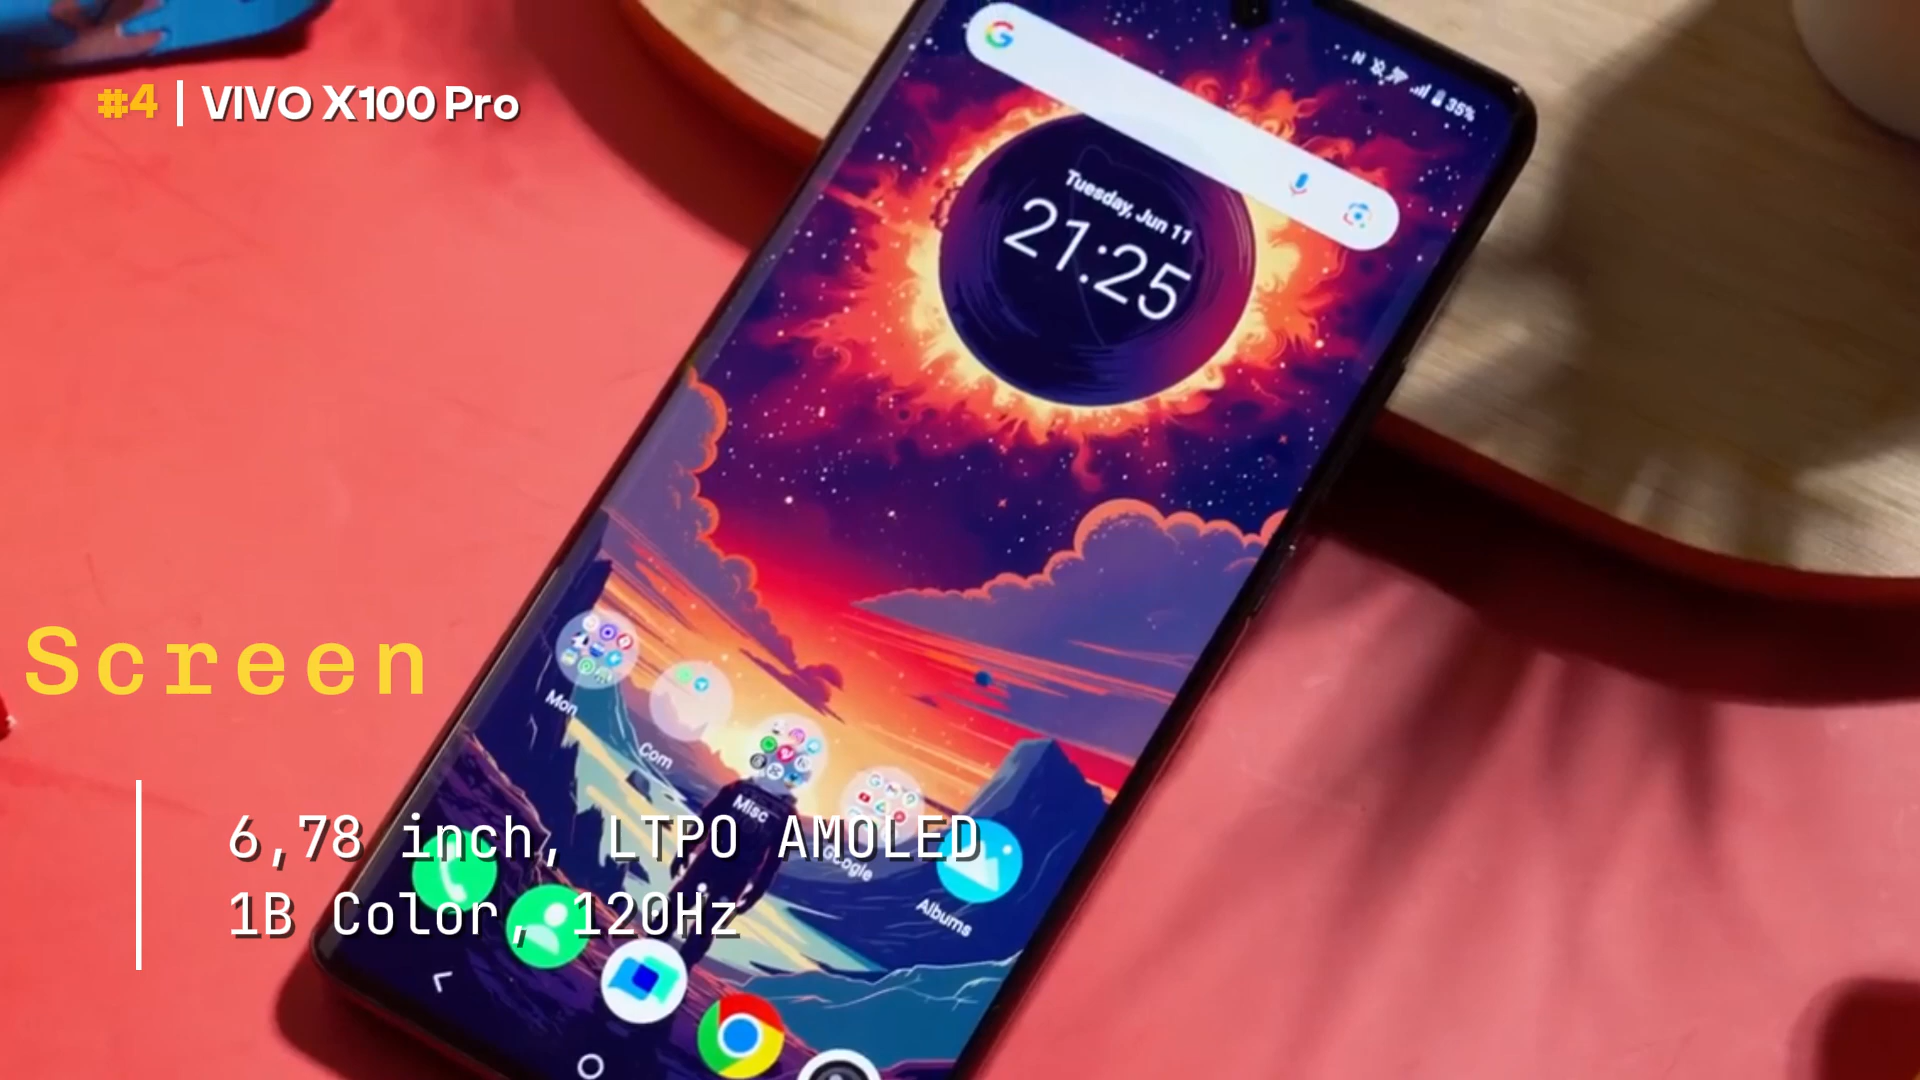 #4 | VIVO X100 Pro
35%
Tuesday, Jun 11
21:25
Screen
Mon
Com
Misc
Google
Albums
6,78 inch, LTPO AMOLED
1B Color, 120Hz